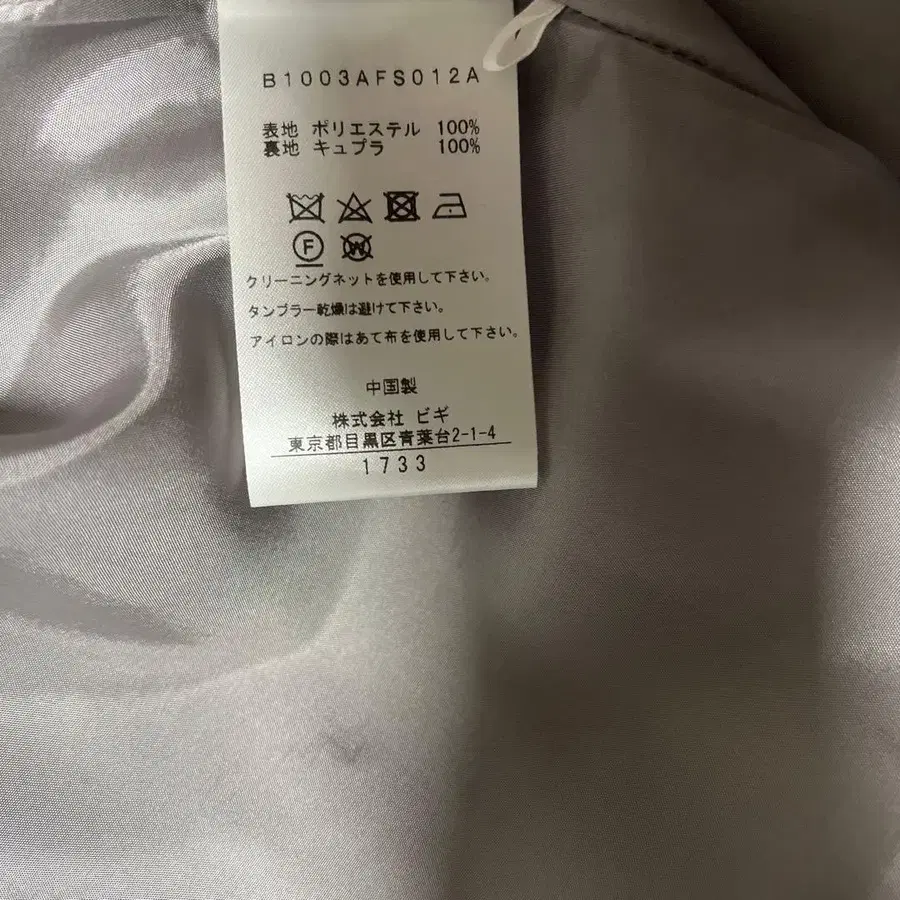 B1003AFS012A
表地 ポリエステル 100%
裏地 キュプラ 100%
F
W
クリーニングネットを使用して下さい。
タンブラー乾燥は避けて下さい。
アイロンの際はあて布を使用して下さい。
中国製
株式会社 ビギ
東京都目黒区青葉台2-1-4
1733